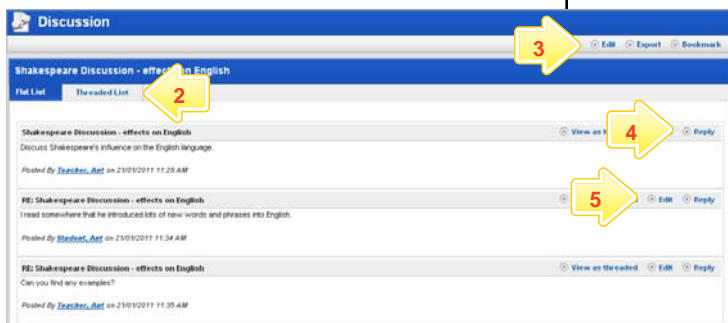 Discussion
3
Edit Export Bookmark
Shakespeare Discussion - effects on English
Flat List Threaded List
2
Shakespeare Discussion - effects on English View as 4 Reply
Discuss Shakespeare's influence on the English language.
Posted By Teacher, Aet on 21/01/2011 11:25 AM
RE: Shakespeare Discussion - effects on English 5 Edit Reply
I read somewhere that he introduced lots of new words and phrases into English.
Posted By Student, Aet on 21/01/2011 11:34 AM
RE: Shakespeare Discussion - effects on English View as threaded Edit Reply
Can you find any examples?
Posted By Teacher, Aet on 21/01/2011 11:35 AM